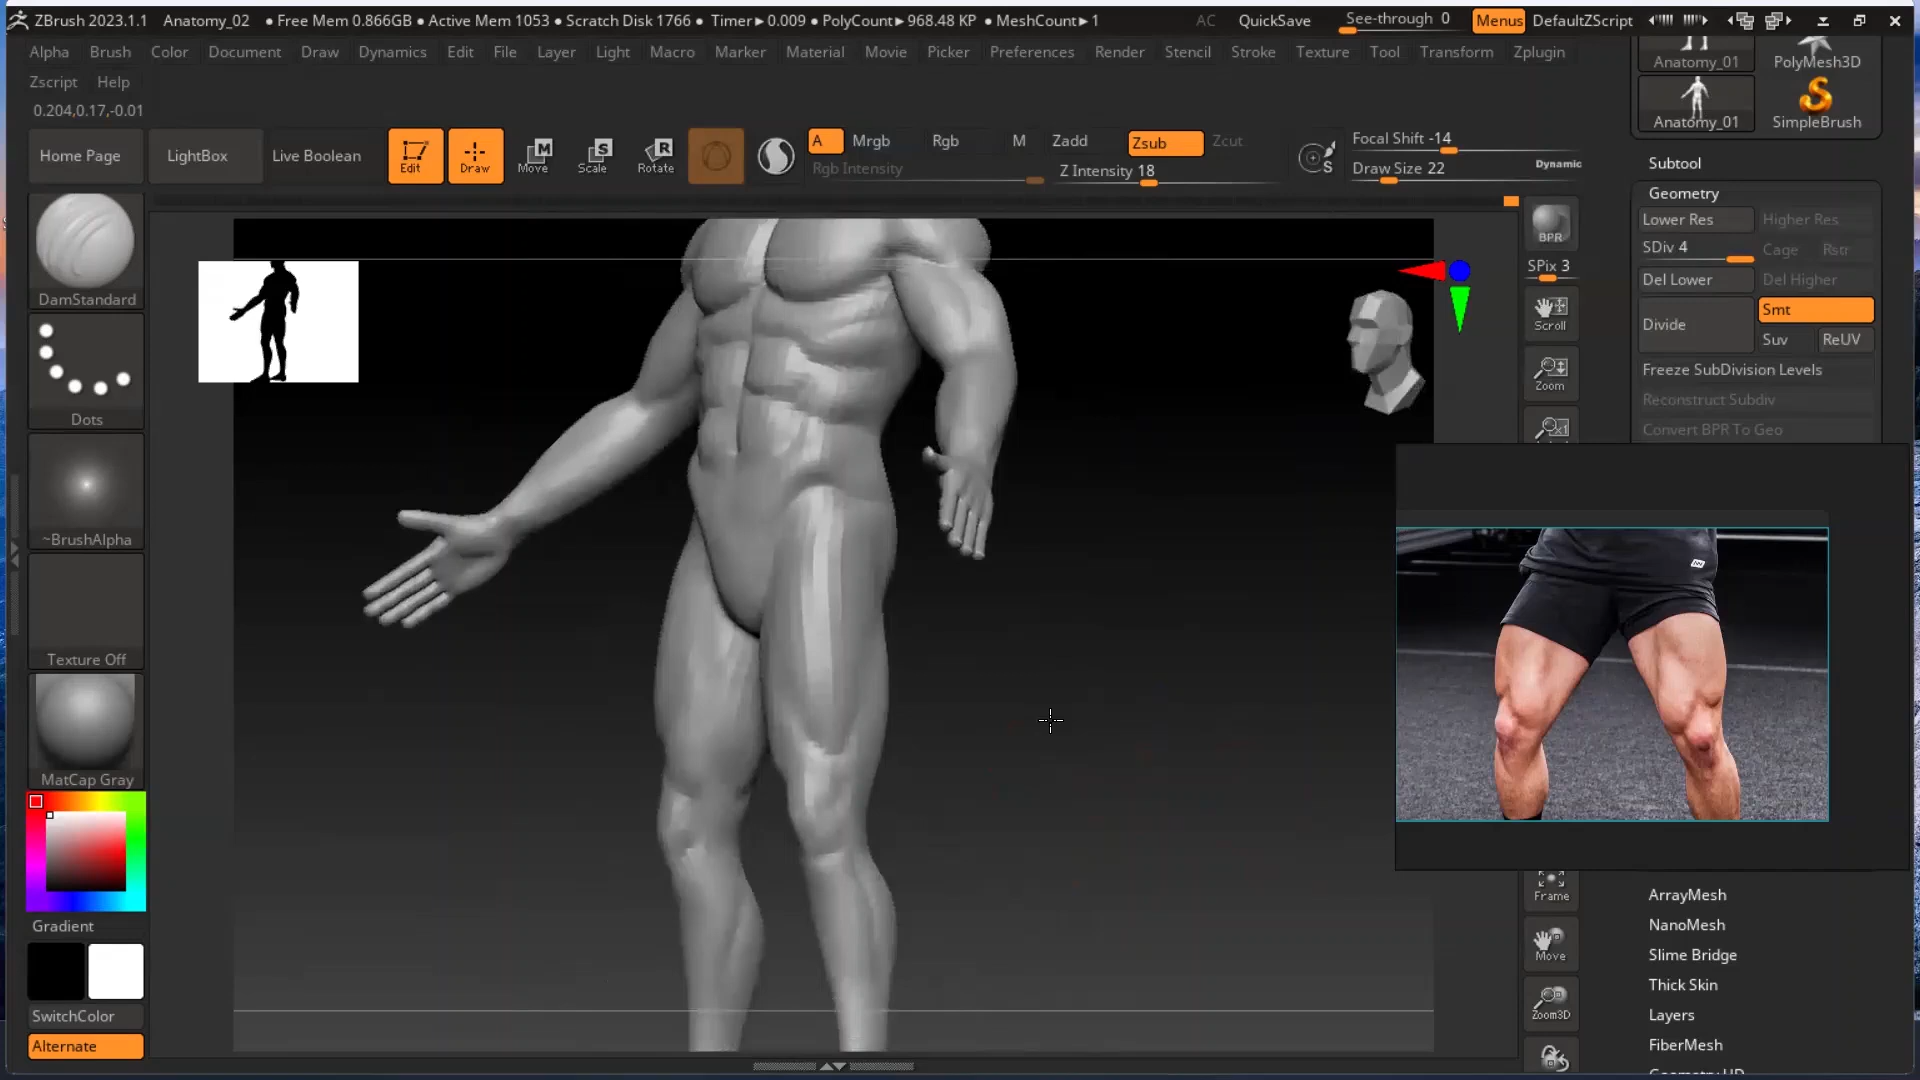 ZBrush 2023.1.1 Anatomy_02 ● Free Mem 0.866GB ● Active Mem 1053 ● Scratch Disk 1766 ● Timer►0.009 ● PolyCount►968.48 KP ● MeshCount►1 AC QuickSave See-through 0 Menus DefaultZScript
Alpha Brush Color Document Draw Dynamics Edit File Layer Light Macro Marker Material Movie Picker Preferences Render Stencil Stroke Texture Tool Transform Zplugin
Zscript Help
0.204,0.17,-0.01
Home Page LightBox Live Boolean Edit Draw Move Scale Rotate
M S R
A Mrgb Rgb M Zadd Zsub Zcut
Rgb Intensity Z Intensity 18
S
Focal Shift -14
Draw Size 22 Dynamic
Anatomy_01 PolyMesh3D
Anatomy_01 SimpleBrush
Subtool
Geometry
Lower Res Higher Res
SDiv 4 Cage Rstr
Del Lower Del Higher
Divide Smt
Suv ReUV
Freeze SubDivision Levels
Reconstruct Subdiv
Convert BPR To Geo
BPR
SPix 3
Scroll
Zoom
DamStandard
Dots
~BrushAlpha
Texture Off
MatCap Gray
Gradient
SwitchColor
Alternate
Frame
Move
Zoom3D
ArrayMesh
NanoMesh
Slime Bridge
Thick Skin
Layers
FiberMesh
Geometry HD